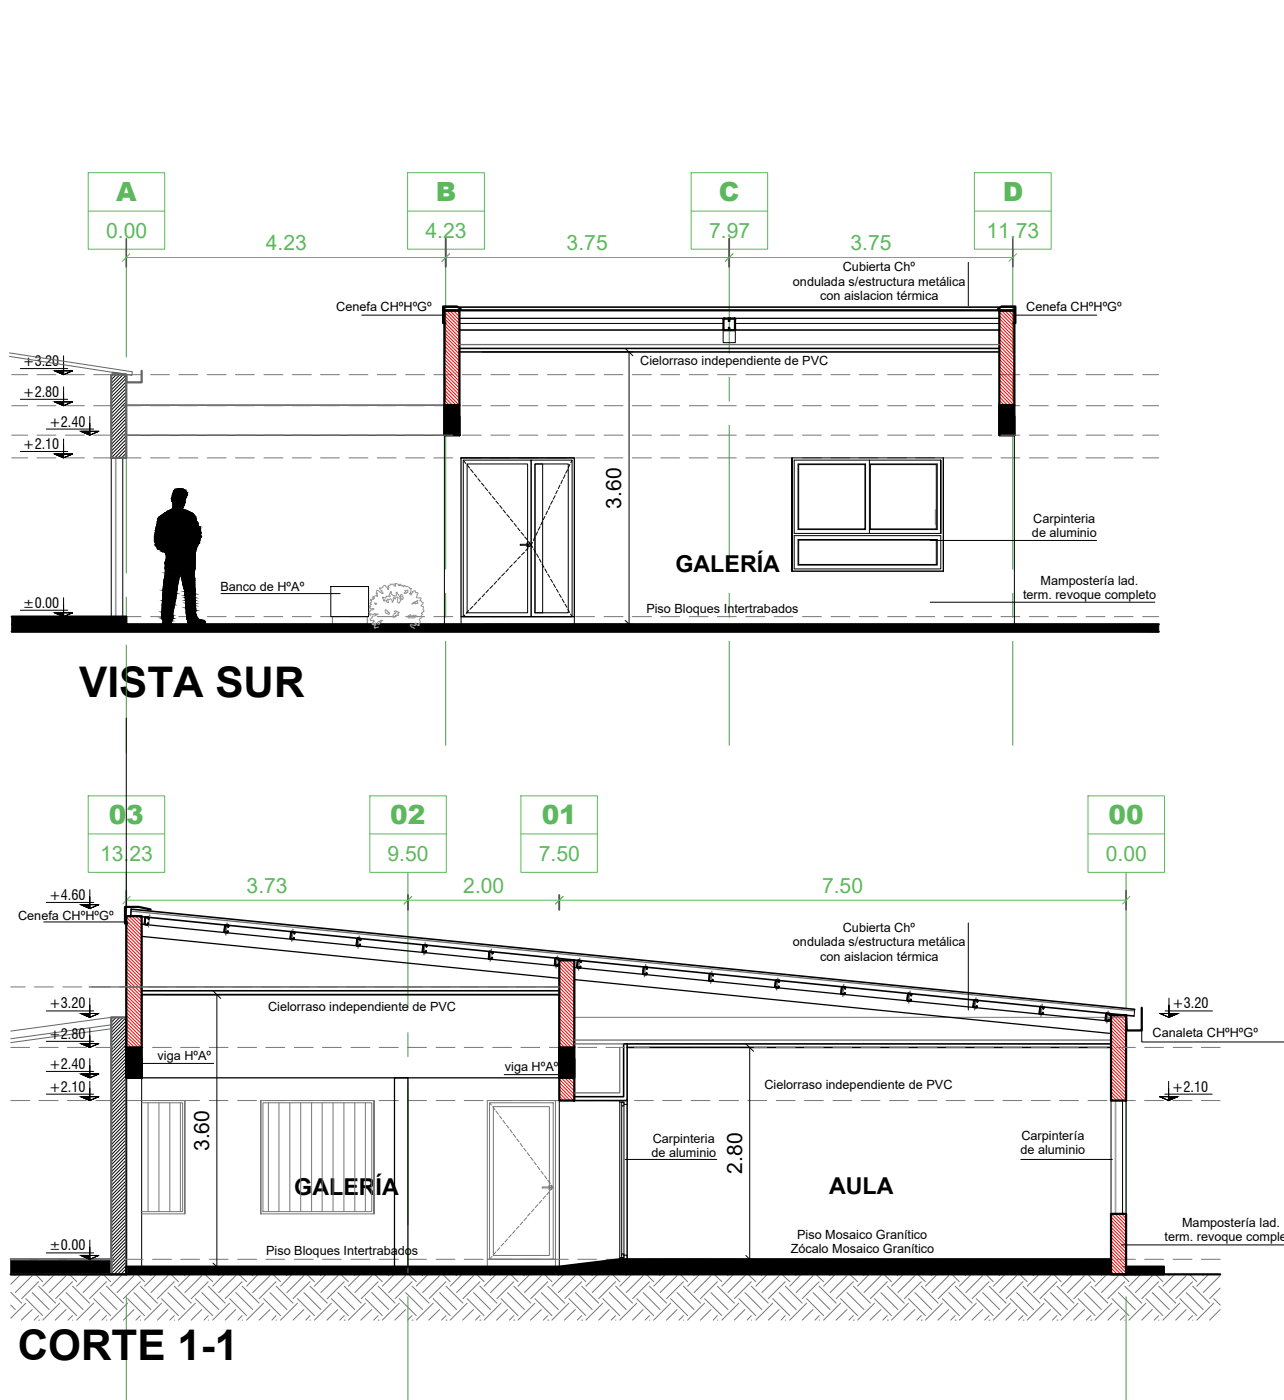 A
B
C
D
0.00
4.23
7.97
11.73
4.23
3.75
3.75
Cubierta Chº
ondulada s/estructura metálica
con aislacion térmica
Cenefa CHºHºGº
Cenefa CHºHºGº
+3.20
Cielorraso independiente de PVC
+2.80
+2.40
+2.10
3.60
Carpinteria
de aluminio
GALERÍA
Banco de HºAº
Mampostería lad.
term. revoque completo
±0.00
Piso Bloques Intertrabados
VISTA SUR
03
02
01
00
13.23
9.50
7.50
0.00
3.73
2.00
7.50
+4.60
Cenefa CHºHºGº
Cubierta Chº
ondulada s/estructura metálica
con aislacion térmica
+3.20
Cielorraso independiente de PVC
+3.20
+2.80
Canaleta CHºHºGº
viga HºAº
viga HºAº
+2.40
+2.10
Cielorraso independiente de PVC
+2.10
3.60
2.80
Carpinteria
de aluminio
Carpintería
de aluminio
GALERÍA
AULA
±0.00
Piso Bloques Intertrabados
Piso Mosaico Granítico
Zócalo Mosaico Granítico
Mampostería lad.
term. revoque comple
CORTE 1-1